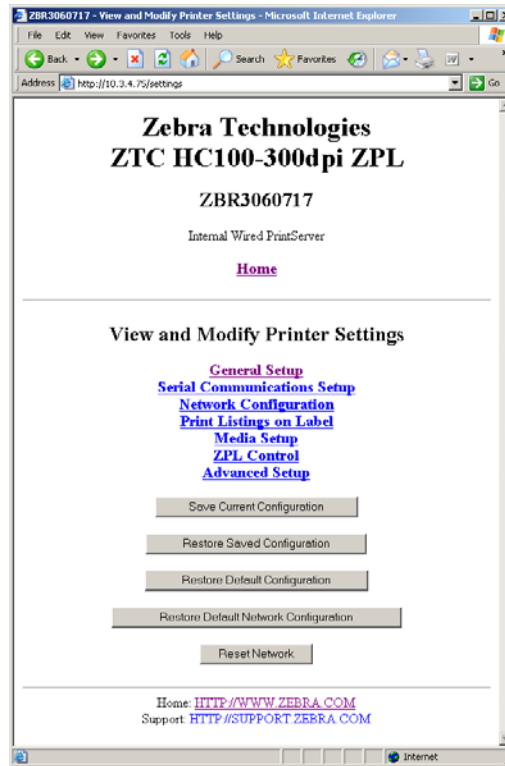 ZBR3060717 - View and Modify Printer Settings - Microsoft Internet Explorer
File Edit View Favorites Tools Help
Back Search Favorites
Address http://10.3.4.75/settings Go
Zebra Technologies
ZTC HC100-300dpi ZPL
ZBR3060717
Internal Wired PrintServer
Home
View and Modify Printer Settings
General Setup
Serial Communications Setup
Network Configuration
Print Listings on Label
Media Setup
ZPL Control
Advanced Setup
Save Current Configuration
Restore Saved Configuration
Restore Default Configuration
Restore Default Network Configuration
Reset Network
Home: HTTP://WWW.ZEBRA.COM
Support: HTTP://SUPPORT.ZEBRA.COM
Internet